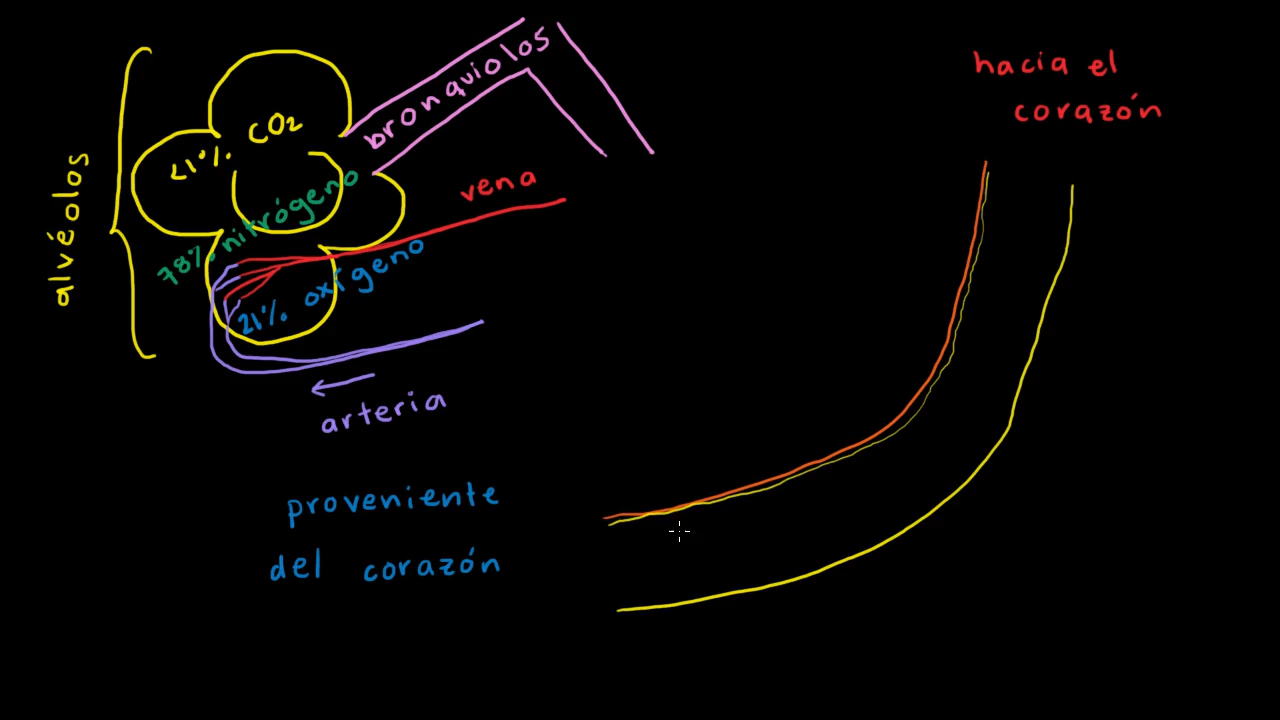 alvéolos
CO2
<1%
78% nitrógeno
21% oxígeno
bronquiolos
vena
arteria
proveniente
del corazón
hacia el
corazón